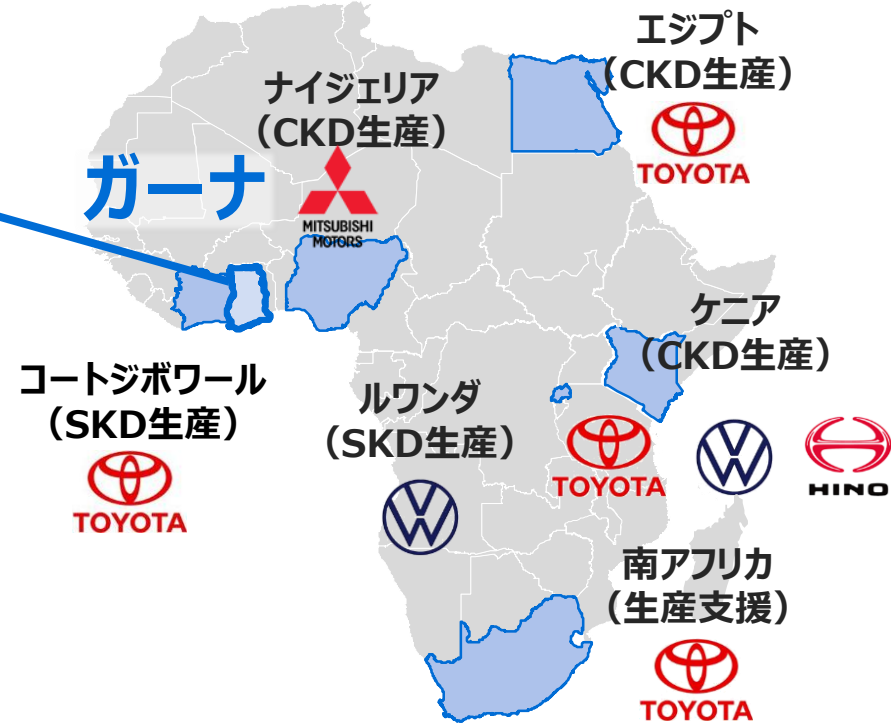 エジプト
（CKD生産）
TOYOTA
ナイジェリア
（CKD生産）
MITSUBISHI
MOTORS
ガーナ
ケニア
（CKD生産）
TOYOTA
HINO
コートジボワール
（SKD生産）
TOYOTA
ルワンダ
（SKD生産）
南アフリカ
（生産支援）
TOYOTA